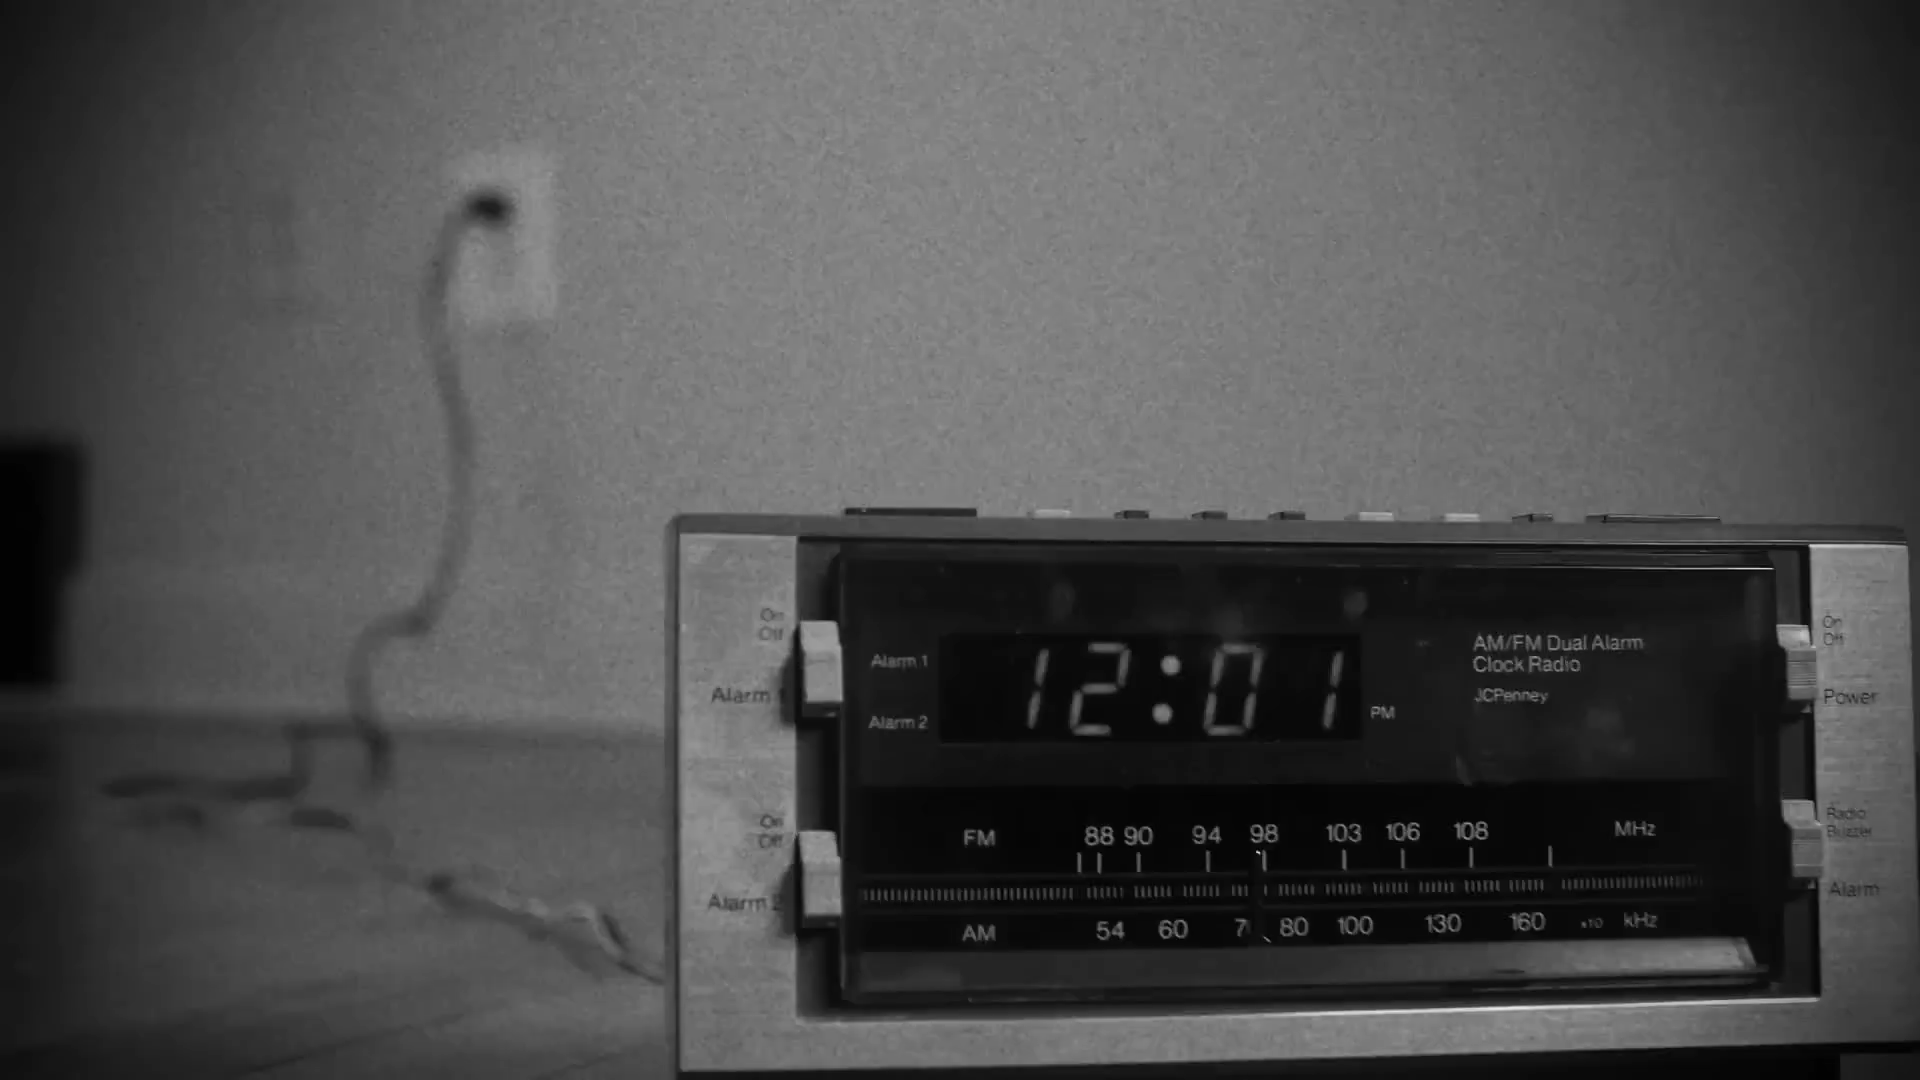 On
Off
Alarm 1
Alarm 1
Alarm 2
12:01
PM
AM/FM Dual Alarm
Clock Radio
JCPenney
On
Off
Power
On
Off
Alarm 2
FM 88 90 94 98 103 106 108 MHz
AM 54 60 80 100 130 160 x10 kHz
Radio
Buzzer
Alarm